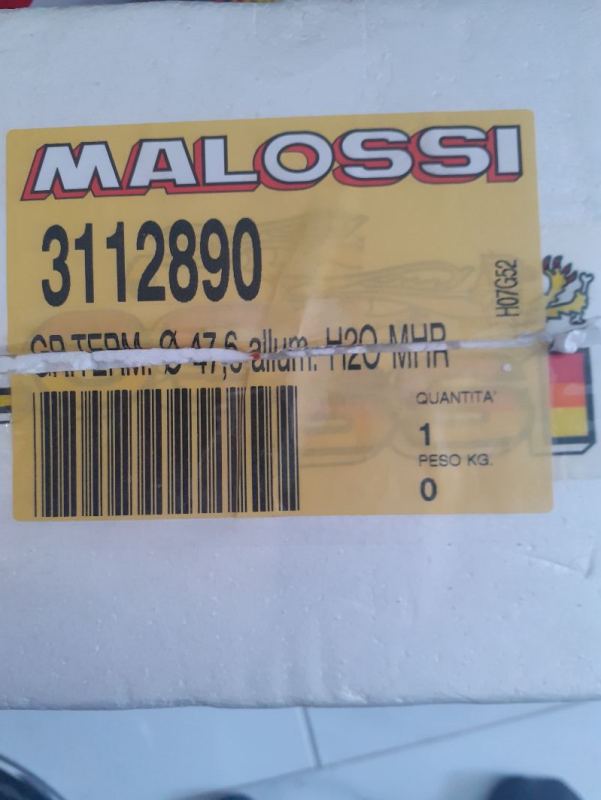 MALOSSI
3112890
H07G52
GR.TERM. Ø 47,6 allum. H2O MHR
QUANTITA'
1
PESO KG.
0